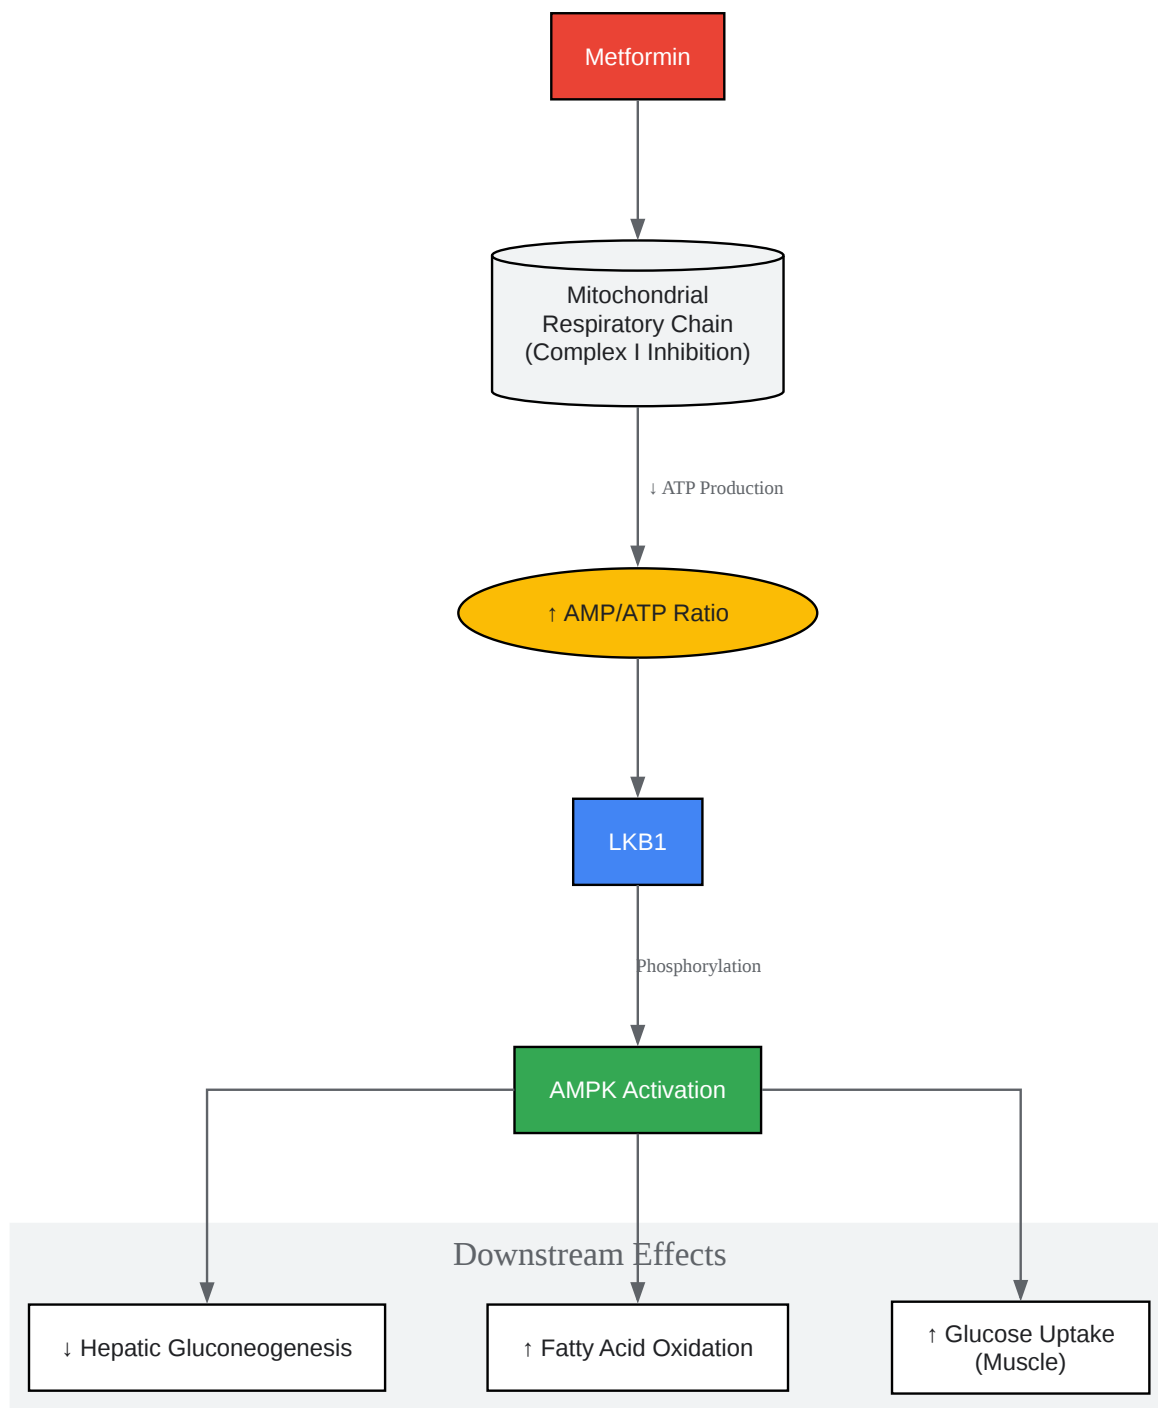 Metformin
Mitochondrial
Respiratory Chain
(Complex I Inhibition)
↓ ATP Production
↑ AMP/ATP Ratio
LKB1
Phosphorylation
AMPK Activation
Downstream Effects
↓ Hepatic Gluconeogenesis
↑ Fatty Acid Oxidation
↑ Glucose Uptake
(Muscle)